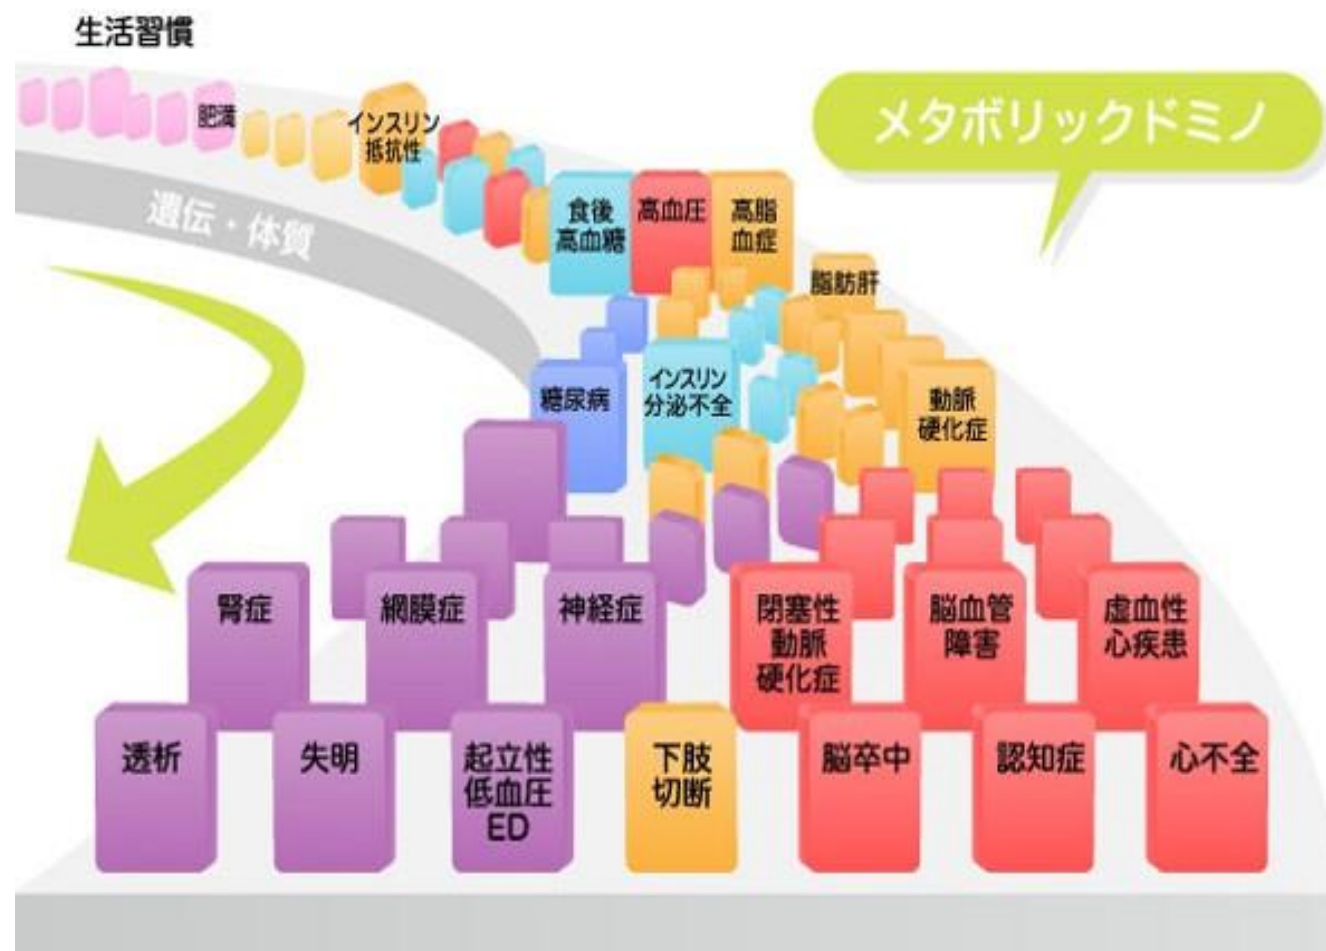 生活習慣
メタボリックドミノ
肥満
インスリン
抵抗性
遺伝・体質
食後
高血糖
高血圧
高脂
血症
脂肪肝
糖尿病
インスリン
分泌不全
動脈
硬化症
腎症
網膜症
神経症
閉塞性
動脈
硬化症
脳血管
障害
虚血性
心疾患
透析
失明
起立性
低血圧
ED
下肢
切断
脳卒中
認知症
心不全